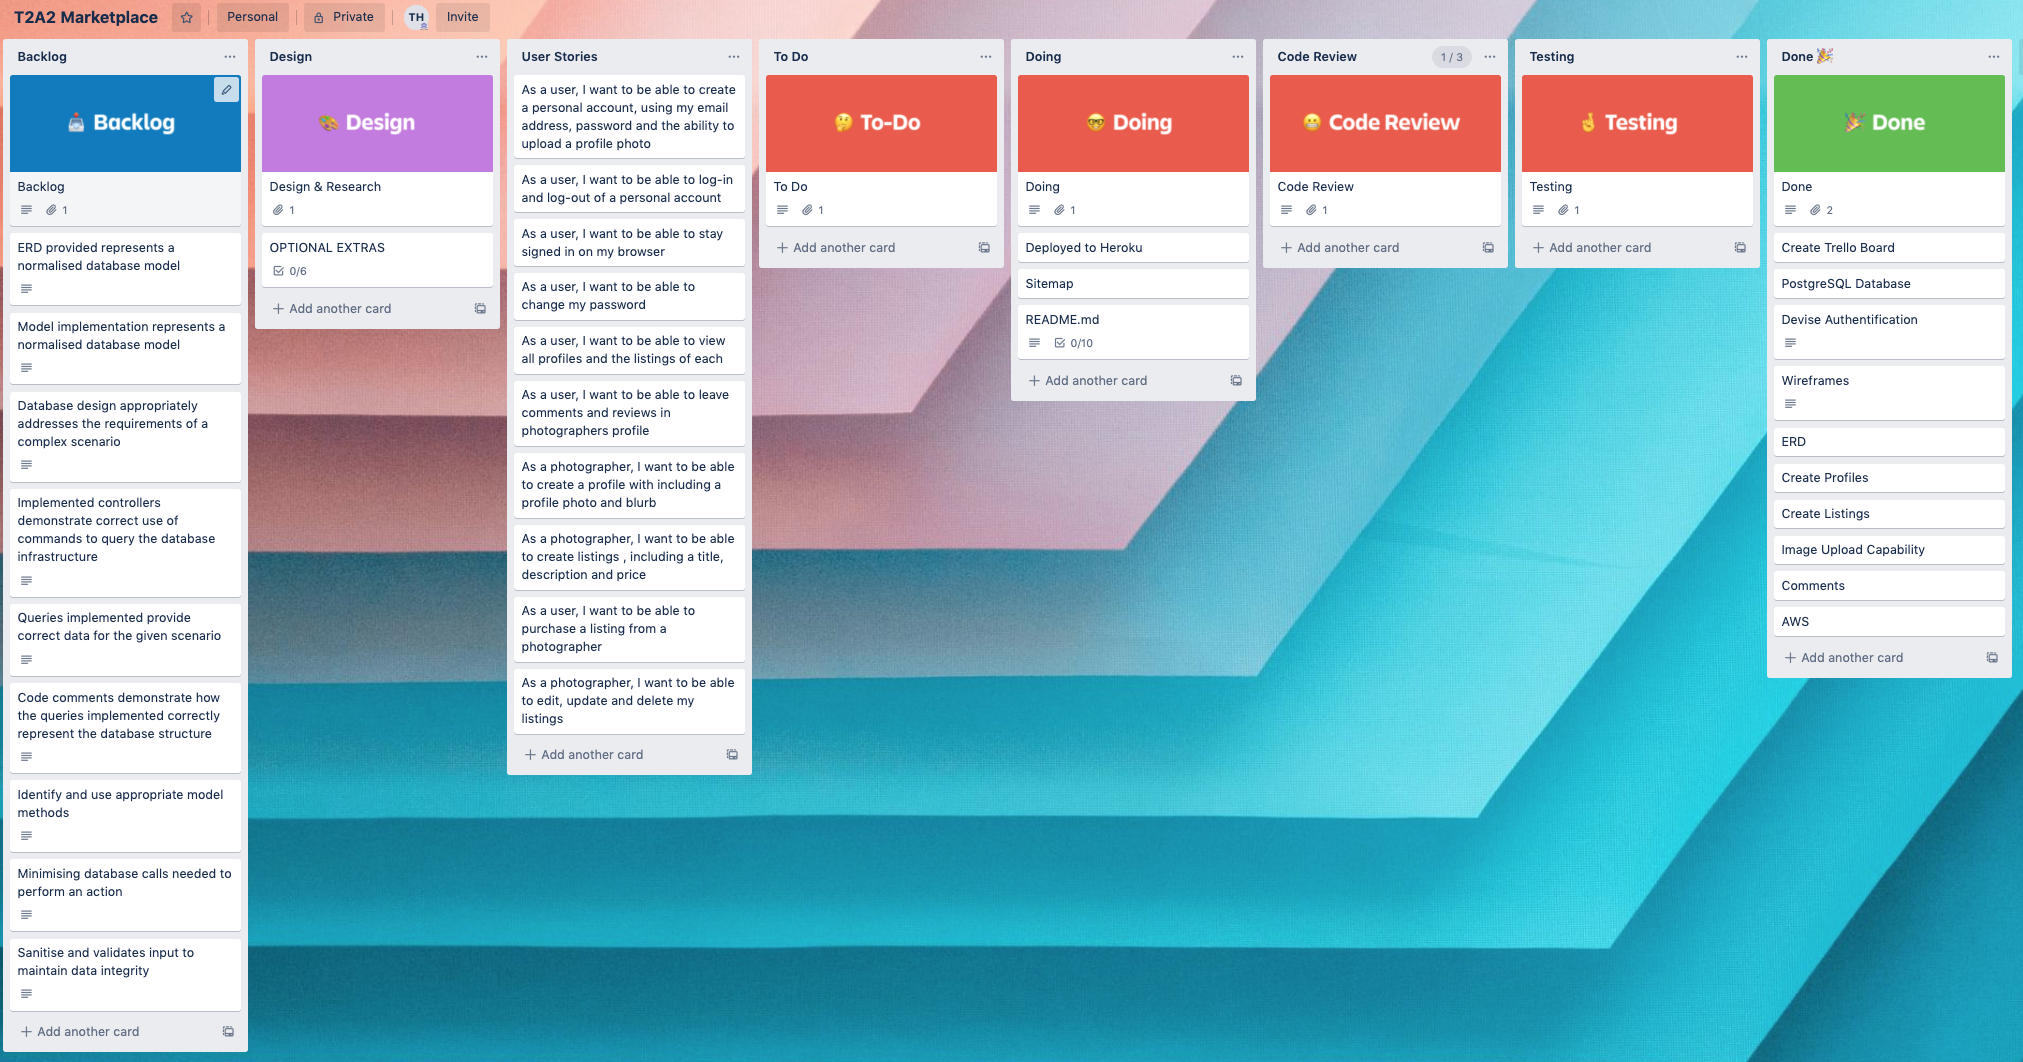 T2A2 Marketplace
Personal
Private
TH
Invite
Backlog
Backlog
Backlog
1
ERD provided represents a
normalised database model
Model implementation represents a
normalised database model
Database design appropriately
addresses the requirements of a
complex scenario
Implemented controllers
demonstrate correct use of
commands to query the database
infrastructure
Queries implemented provide
correct data for the given scenario
Code comments demonstrate how
the queries implemented correctly
represent the database structure
Identify and use appropriate model
methods
Minimising database calls needed to
perform an action
Sanitise and validates input to
maintain data integrity
+ Add another card
Design
Design
Design & Research
1
OPTIONAL EXTRAS
0/6
+ Add another card
User Stories
As a user, I want to be able to create
a personal account, using my email
address, password and the ability to
upload a profile photo
As a user, I want to be able to log-in
and log-out of a personal account
As a user, I want to be able to stay
signed in on my browser
As a user, I want to be able to
change my password
As a user, I want to be able to view
all profiles and the listings of each
As a user, I want to be able to leave
comments and reviews in
photographers profile
As a photographer, I want to be able
to create a profile with including a
profile photo and blurb
As a photographer, I want to be able
to create listings , including a title,
description and price
As a user, I want to be able to
purchase a listing from a
photographer
As a photographer, I want to be able
to edit, update and delete my
listings
+ Add another card
To Do
🤔 To-Do
To Do
1
+ Add another card
Doing
🤓 Doing
Doing
1
Deployed to Heroku
Sitemap
README.md
0/10
+ Add another card
Code Review
1 / 3
😬 Code Review
Code Review
1
+ Add another card
Testing
🤞 Testing
Testing
1
+ Add another card
Done 🎉
🎉 Done
Done
2
Create Trello Board
PostgreSQL Database
Devise Authentification
Wireframes
ERD
Create Profiles
Create Listings
Image Upload Capability
Comments
AWS
+ Add another card